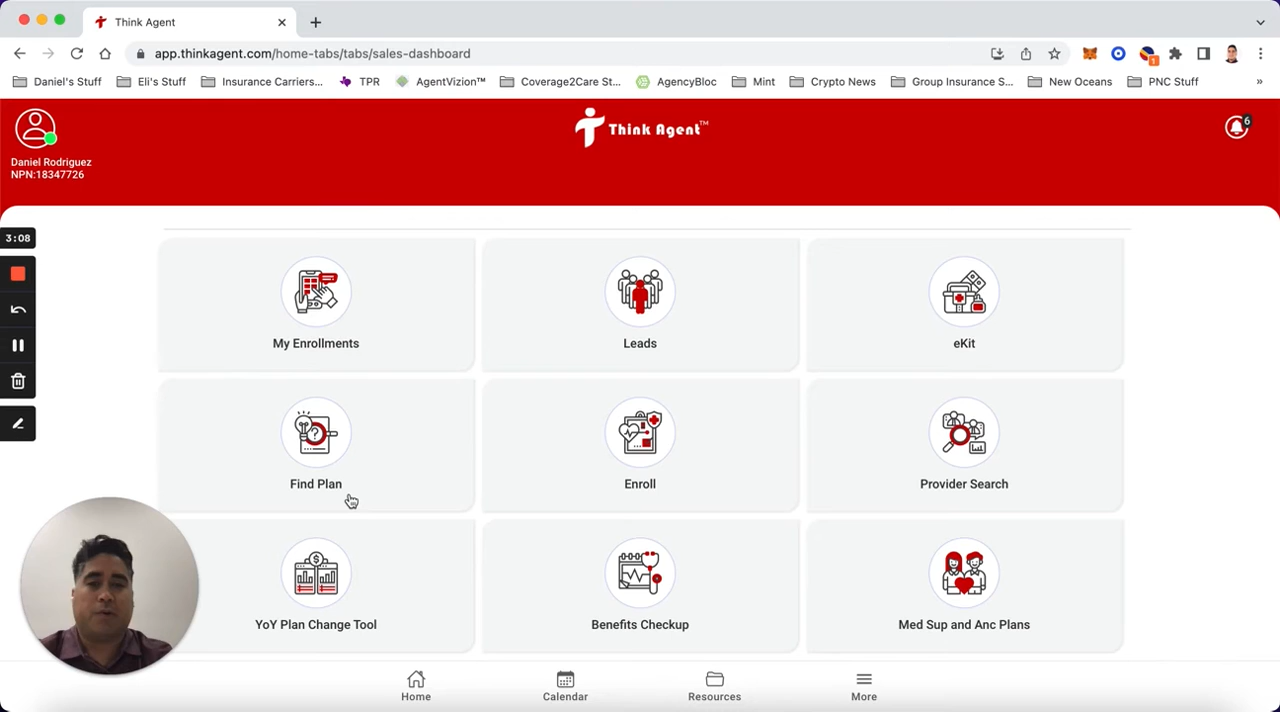 Think Agent
app.thinkagent.com/home-tabs/tabs/sales-dashboard
1
Daniel's Stuff
Eli's Stuff
Insurance Carriers...
TPR
AgentVizion™
Coverage2Care St...
AgencyBloc
Mint
Crypto News
Group Insurance S...
New Oceans
PNC Stuff
»
Think Agent™
6
Daniel Rodriguez
NPN:18347726
3:08
My Enrollments
Leads
eKit
Find Plan
Enroll
Provider Search
YoY Plan Change Tool
Benefits Checkup
Med Sup and Anc Plans
Home
Calendar
Resources
More